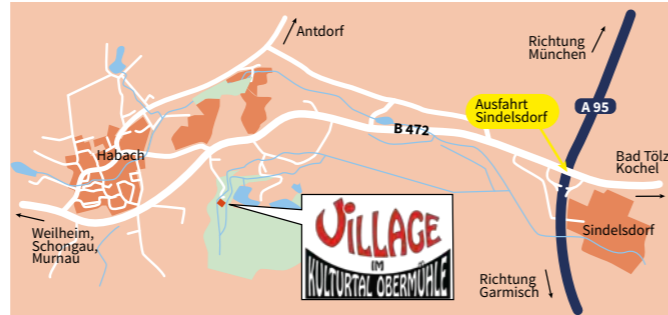 Antdorf
Richtung
München
A 95
Ausfahrt
Sindelsdorf
B 472
Habach
Bad Tölz
Kochel
Weilheim,
Schongau,
Murnau
VILLAGE
IM
KULTURTAL OBERMÜHLE
Sindelsdorf
Richtung
Garmisch